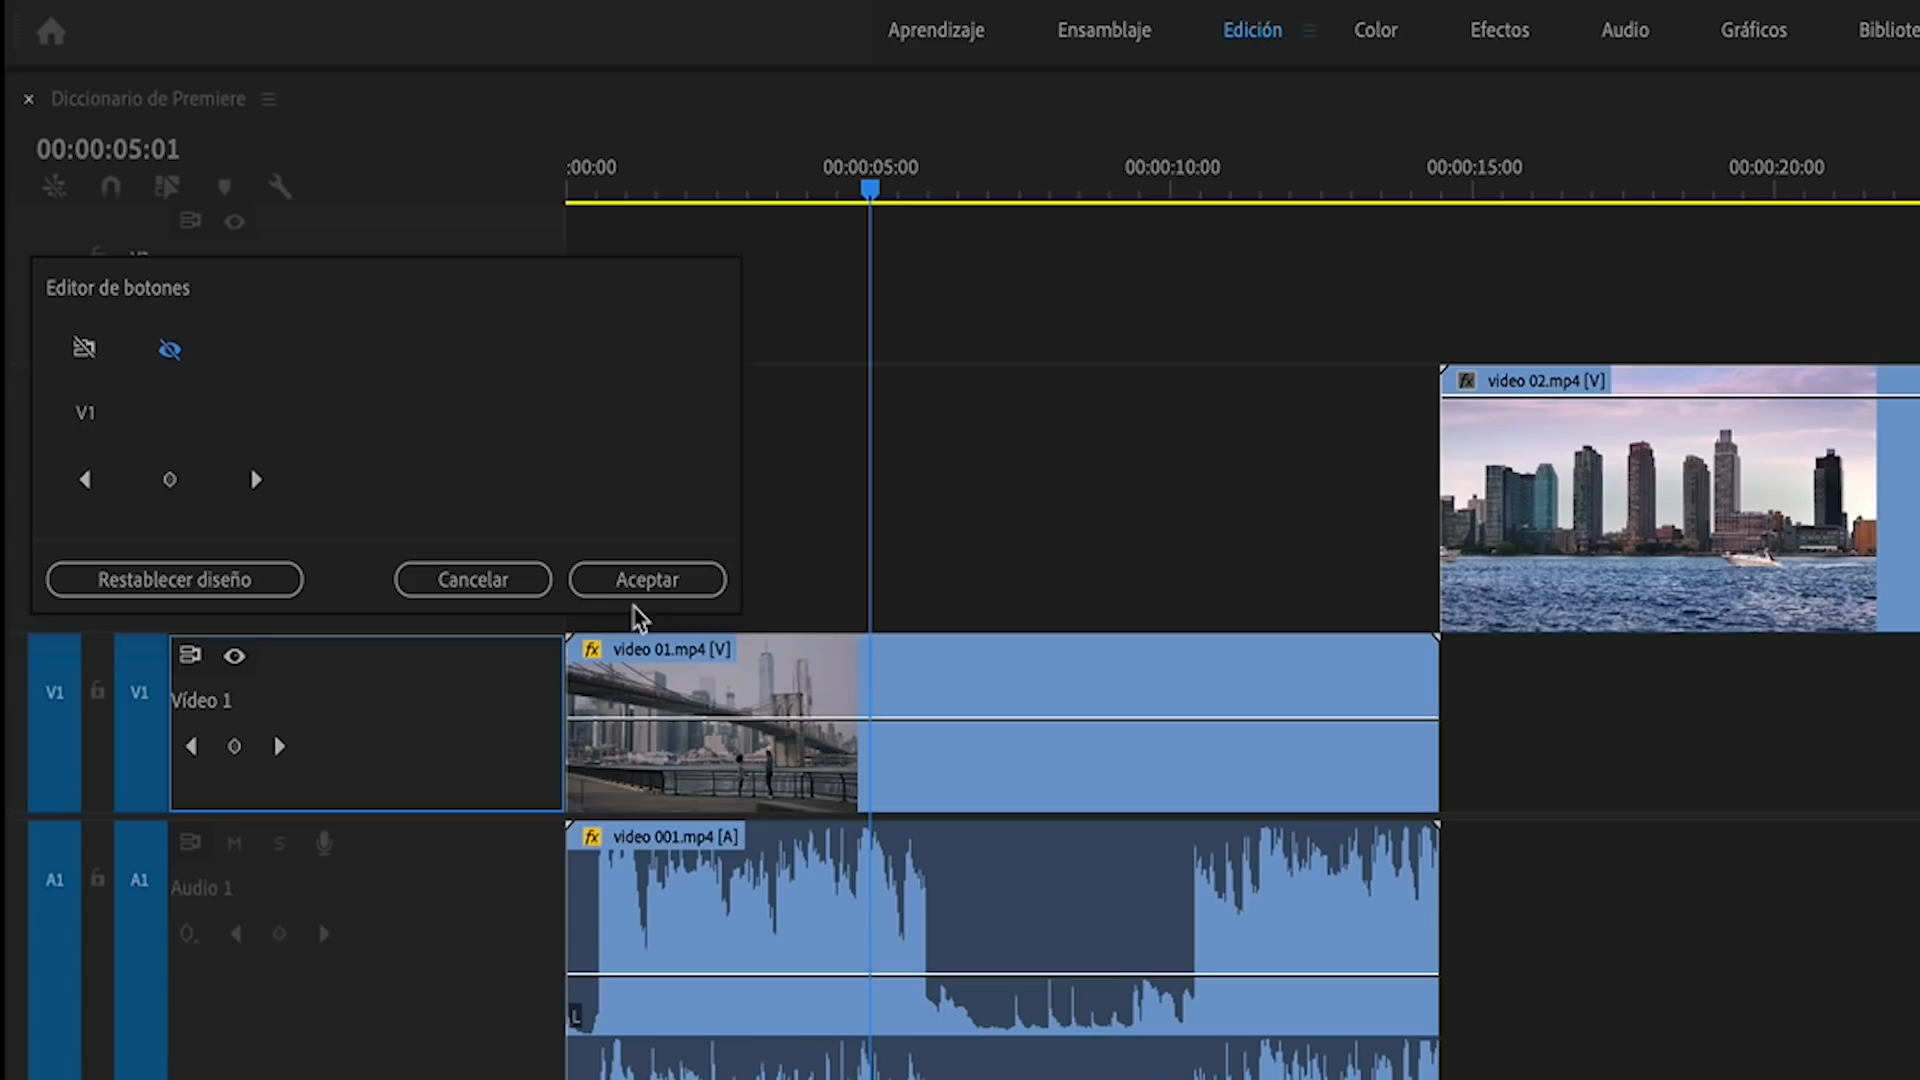 Aprendizaje Ensamblaje Edición Color Efectos Audio Gráficos Bibliote
× Diccionario de Premiere
00:00:05:01
:00:00 00:00:05:00 00:00:10:00 00:00:15:00 00:00:20:00
Editor de botones
V1
Restablecer diseño Cancelar Aceptar
fx video 02.mp4 [V]
V1 V1 Vídeo 1
fx video 01.mp4 [V]
A1 A1 M S
Audio 1
fx video 001.mp4 [A]
L